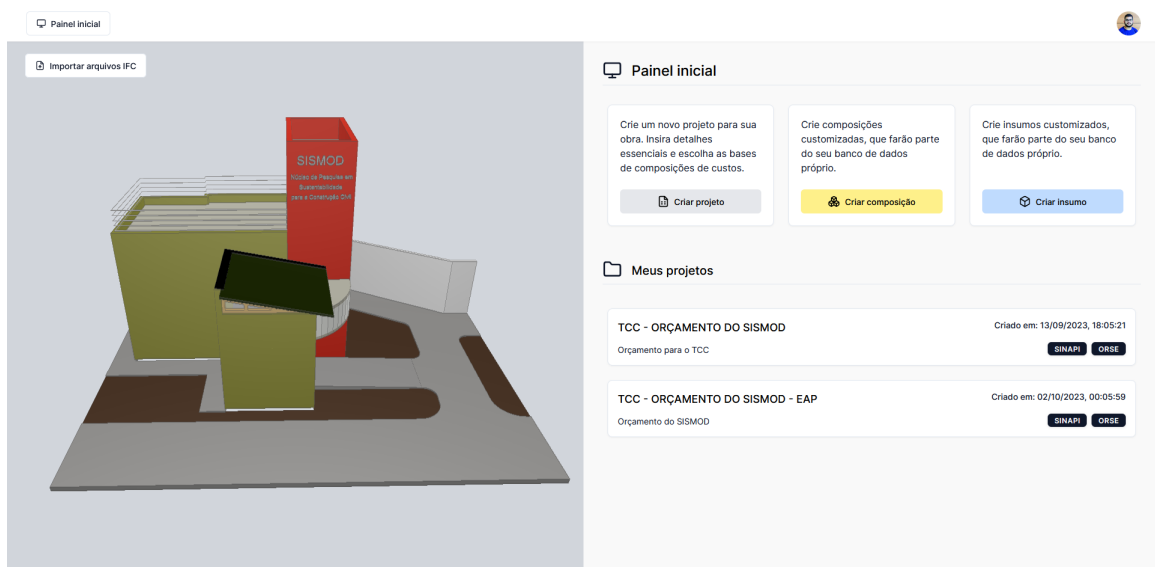 Painel inicial
Importar arquivos IFC
SISMOD
Núcleo de Pesquisa em
Sustentabilidade
para a Construção Civil
Painel inicial
Crie um novo projeto para sua
obra. Insira detalhes
essenciais e escolha as bases
de composições de custos.
Criar projeto
Crie composições
customizadas, que farão parte
do seu banco de dados
próprio.
Criar composição
Crie insumos customizados,
que farão parte do seu banco
de dados próprio.
Criar insumo
Meus projetos
TCC - ORÇAMENTO DO SISMOD
Criado em: 13/09/2023, 18:05:21
Orçamento para o TCC
SINAPI ORSE
TCC - ORÇAMENTO DO SISMOD - EAP
Criado em: 02/10/2023, 00:05:59
Orçamento do SISMOD
SINAPI ORSE